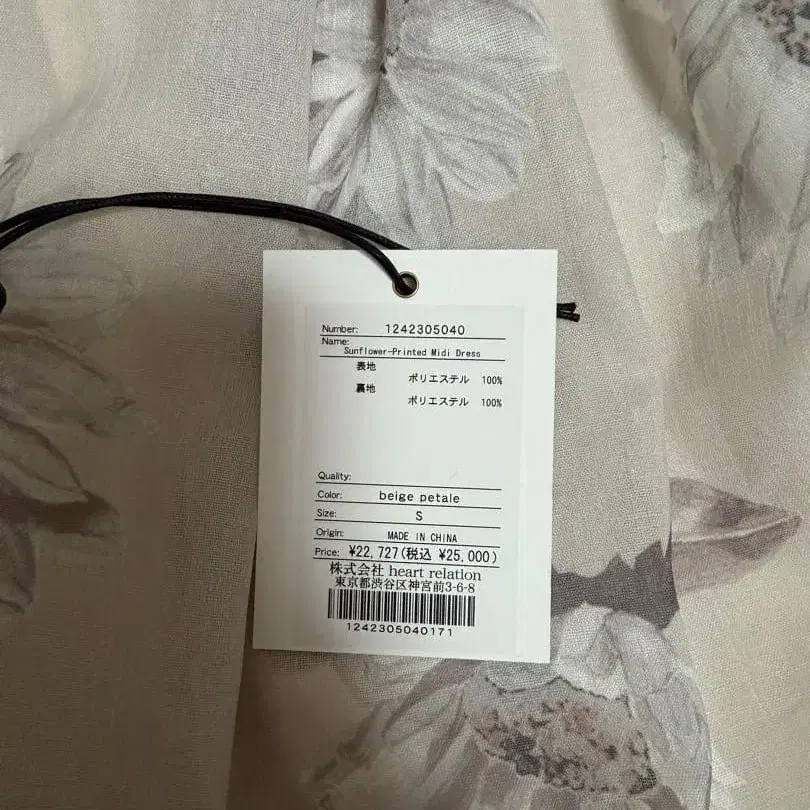 Number: 1242305040
Name:
Sunflower-Printed Midi Dress
表地
ポリエステル 100%
裏地
ポリエステル 100%
Quality:
Color: beige petale
Size: S
Origin: MADE IN CHINA
Price: ¥22,727(税込 ¥25,000)
株式会社 heart relation
東京都渋谷区神宮前3-6-8
1242305040171